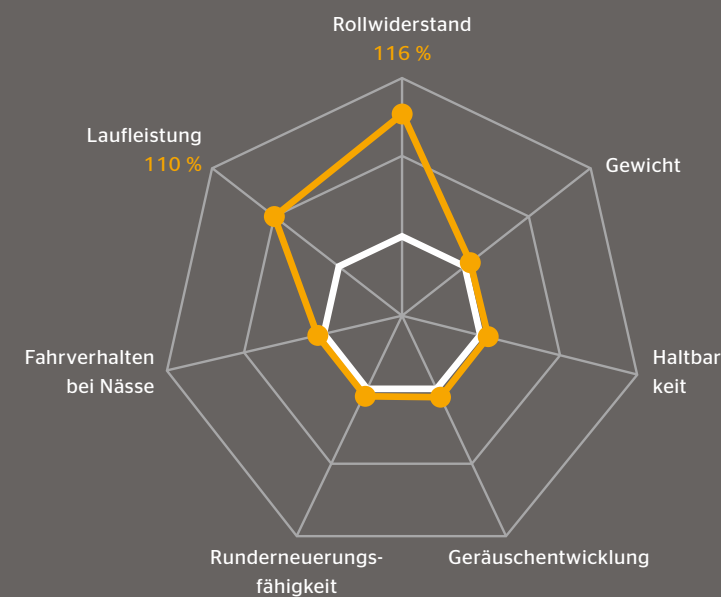 Rollwiderstand
116 %
Laufleistung
110 %
Gewicht
Fahrverhalten
bei Nässe
Haltbar
keit
Runderneuerungs-
fähigkeit
Geräuschentwicklung